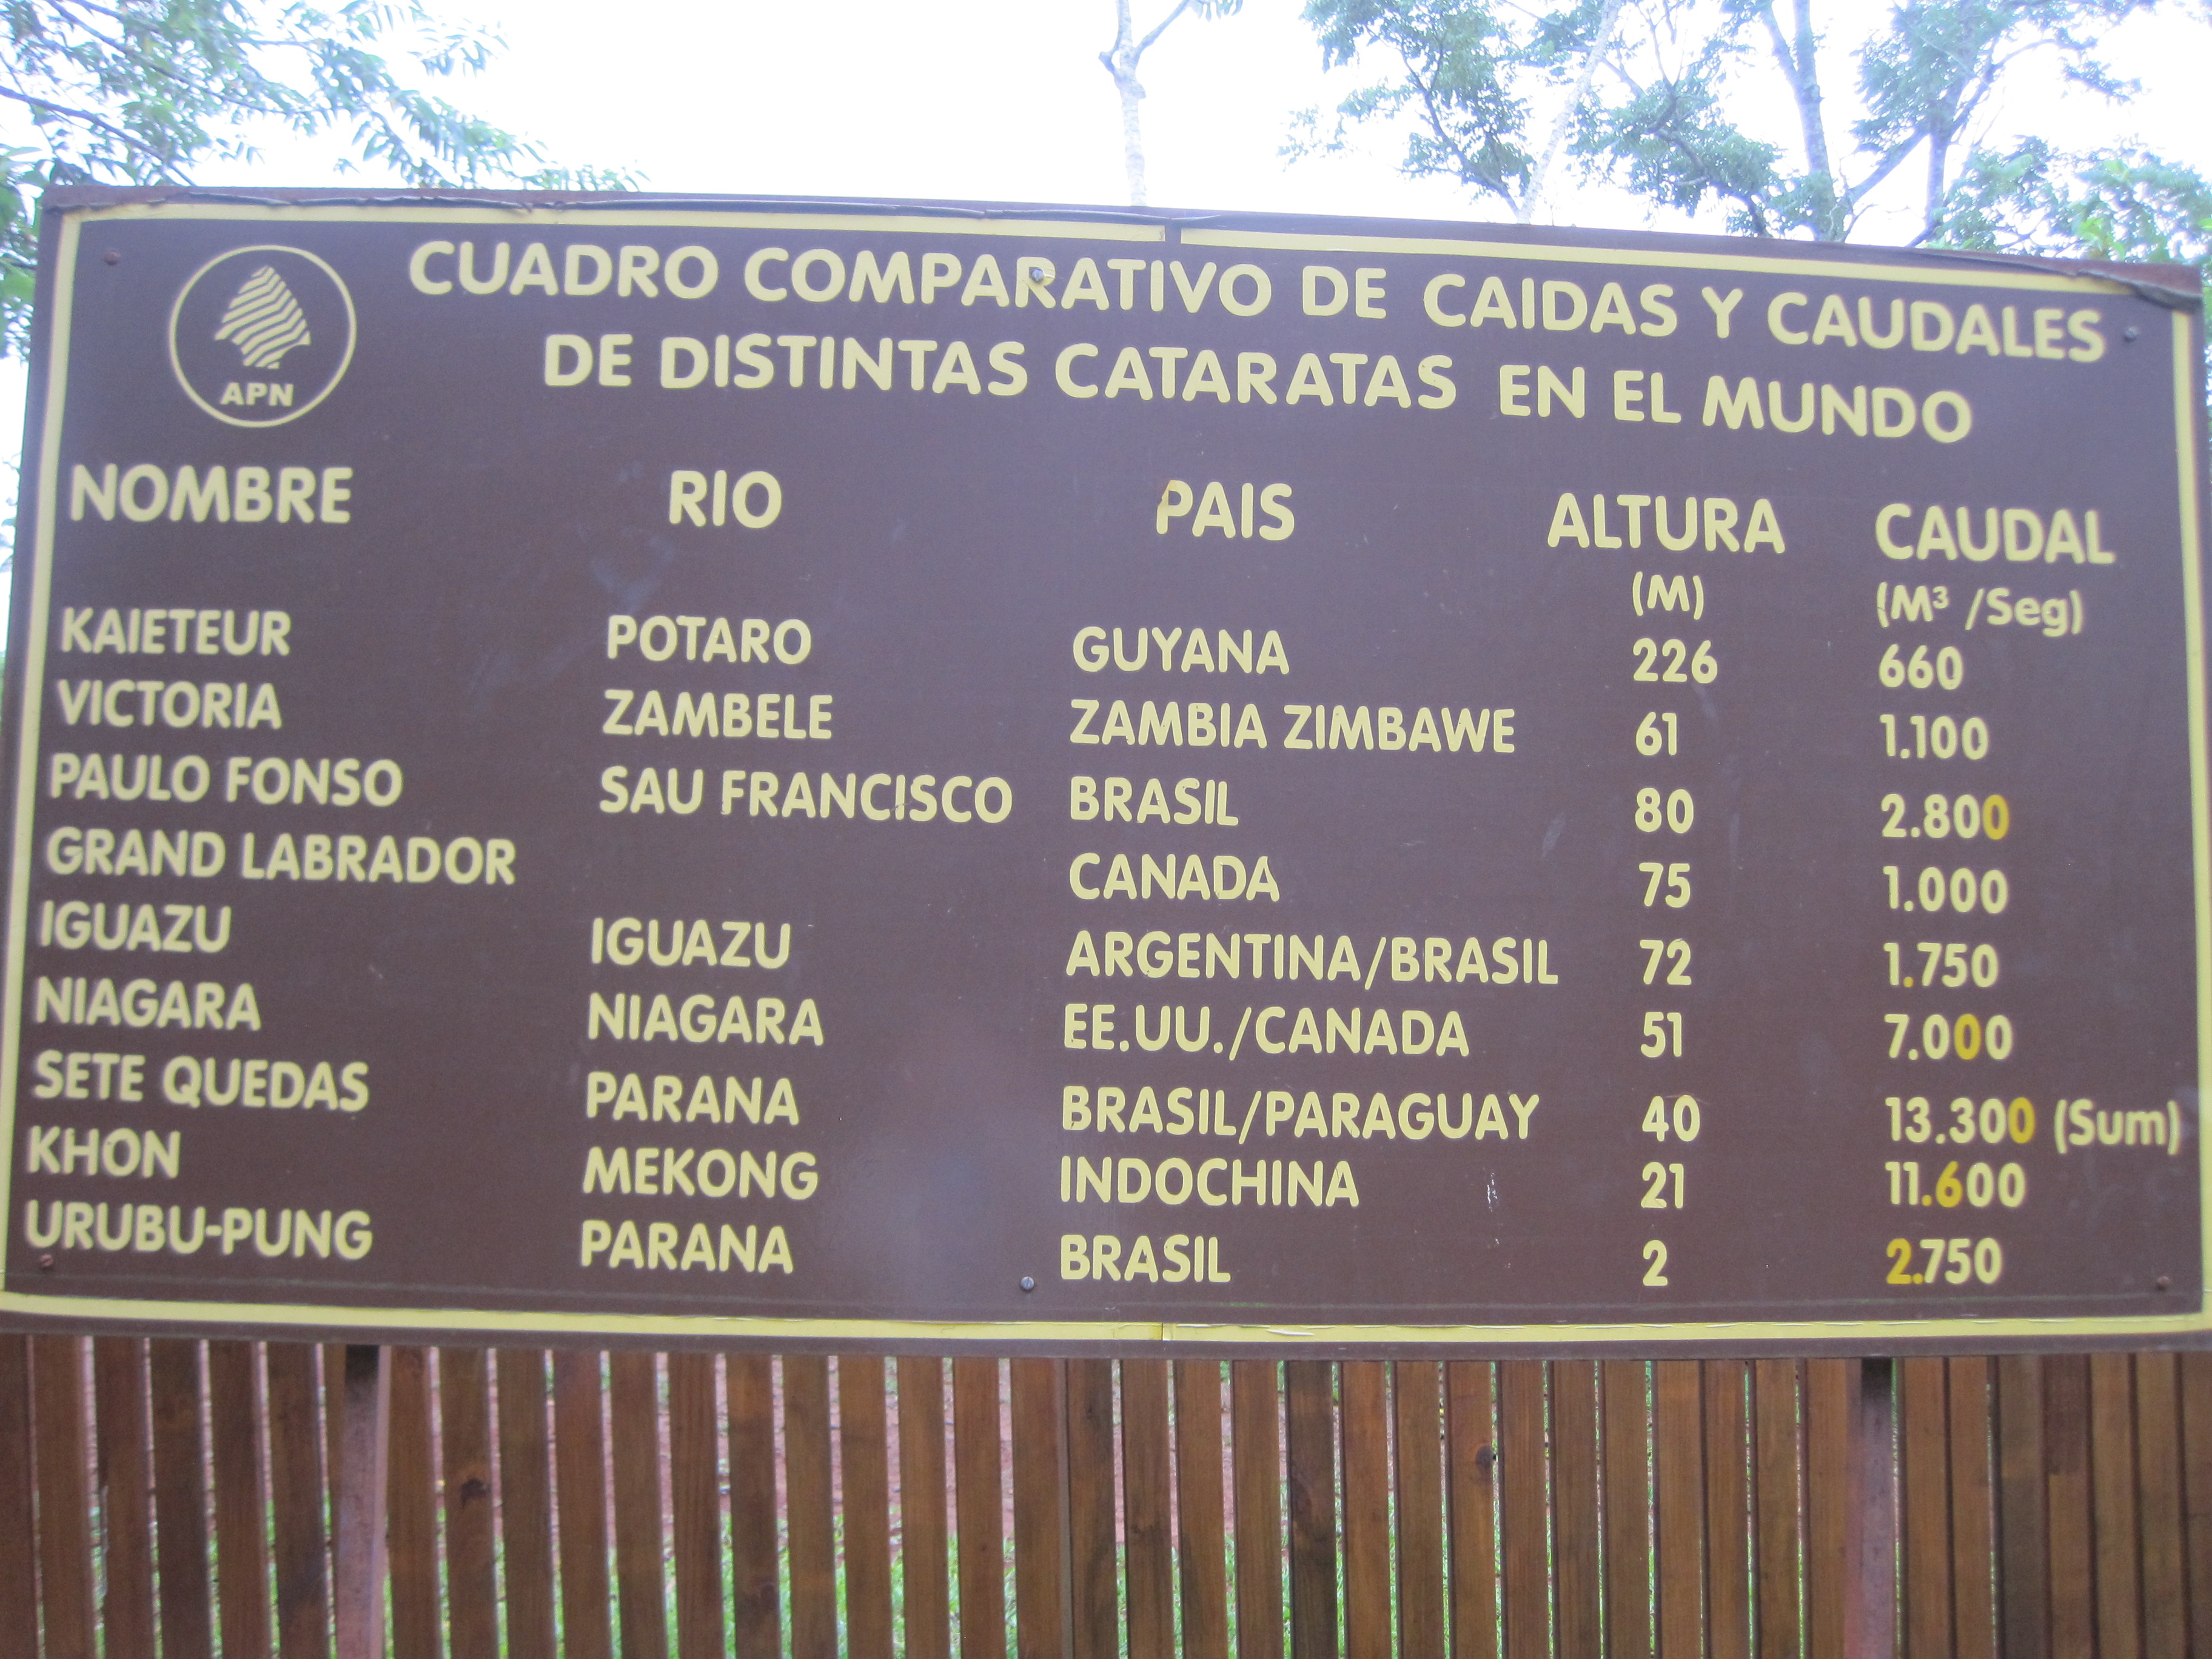 APN
CUADRO COMPARATIVO DE CAIDAS Y CAUDALES
DE DISTINTAS CATARATAS EN EL MUNDO
NOMBRE RIO PAIS ALTURA CAUDAL
(M) (M³ /Seg)
KAIETEUR POTARO GUYANA 226 660
VICTORIA ZAMBELE ZAMBIA ZIMBAWE 61 1.100
PAULO FONSO SAU FRANCISCO BRASIL 80 2.800
GRAND LABRADOR CANADA 75 1.000
IGUAZU IGUAZU ARGENTINA/BRASIL 72 1.750
NIAGARA NIAGARA EE.UU./CANADA 51 7.000
SETE QUEDAS PARANA BRASIL/PARAGUAY 40 13.300 (Sum)
KHON MEKONG INDOCHINA 21 11.600
URUBU-PUNG PARANA BRASIL 2 2.750